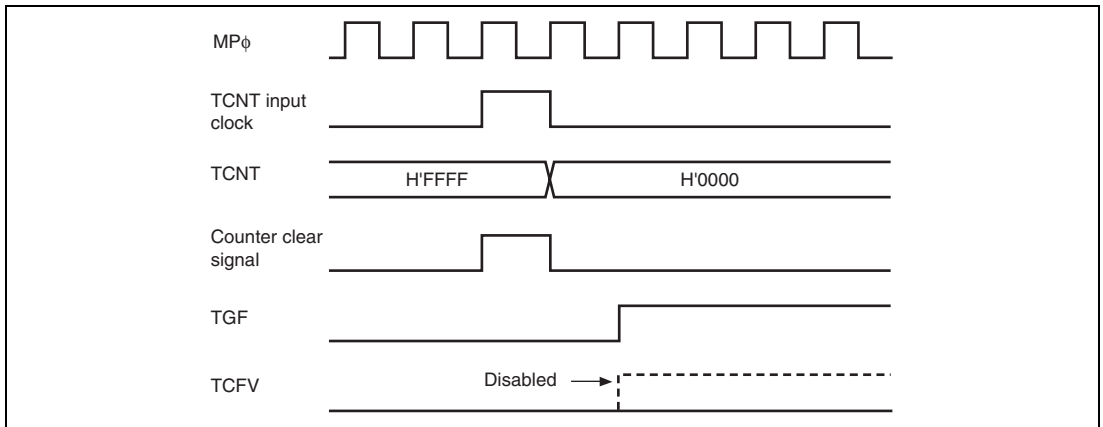 MPϕ
TCNT input
clock
TCNT
H'FFFF
H'0000
Counter clear
signal
TGF
TCFV
Disabled